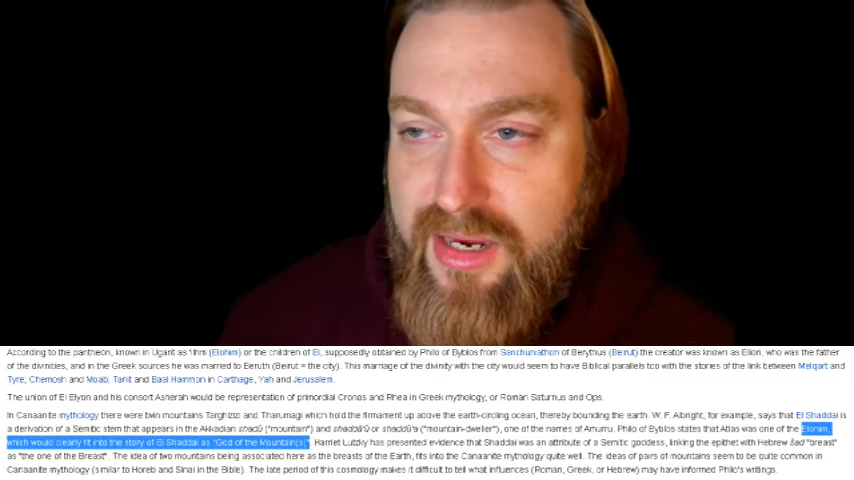 According to the pantheon, known in Ugarit as 'ilhm (Elohim) or the children of El, supposedly obtained by Philo of Byblos from Sanchuniathon of Berythus (Beirut) the creator was known as Elion, who was the father
of the divinities, and in the Greek sources he was married to Beruth (Beirut = the city). This marriage of the divinity with the city would seem to have Biblical parallels too with the stories of the link between Melqart and
Tyre; Chemosh and Moab; Tanit and Baal Hammon in Carthage, Yah and Jerusalem.
The union of El Elyon and his consort Asherah would be representation of primordial Cronos and Rhea in Greek mythology, or Roman Saturnus and Ops.
In Canaanite mythology there were twin mountains Targhizizi and Tharumagi which hold the firmament up above the earth-circling ocean, thereby bounding the earth. W. F. Albright, for example, says that El Shaddai is
a derivation of a Semitic stem that appears in the Akkadian shadû ("mountain") and shaddā'û or shaddû'a ("mountain-dweller"), one of the names of Amurru. Philo of Byblos states that Atlas was one of the Elohim,
which would clearly fit into the story of El Shaddai as "God of the Mountain(s)". Harriet Lutzky has presented evidence that Shaddai was an attribute of a Semitic goddess, linking the epithet with Hebrew šad "breast"
as "the one of the Breast". The idea of two mountains being associated here as the breasts of the Earth, fits into the Canaanite mythology quite well. The ideas of pairs of mountains seem to be quite common in
Canaanite mythology (similar to Horeb and Sinai in the Bible). The late period of this cosmology makes it difficult to tell what influences (Roman, Greek, or Hebrew) may have informed Philo's writings.